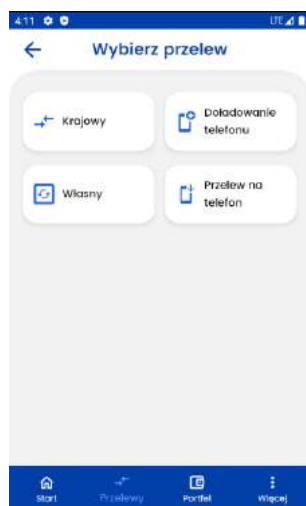 4:11
LTE
Wybierz przelew
Krajowy
Doładowanie
telefonu
Własny
Przelew na
telefon
Start
Przelewy
Portfel
Więcej